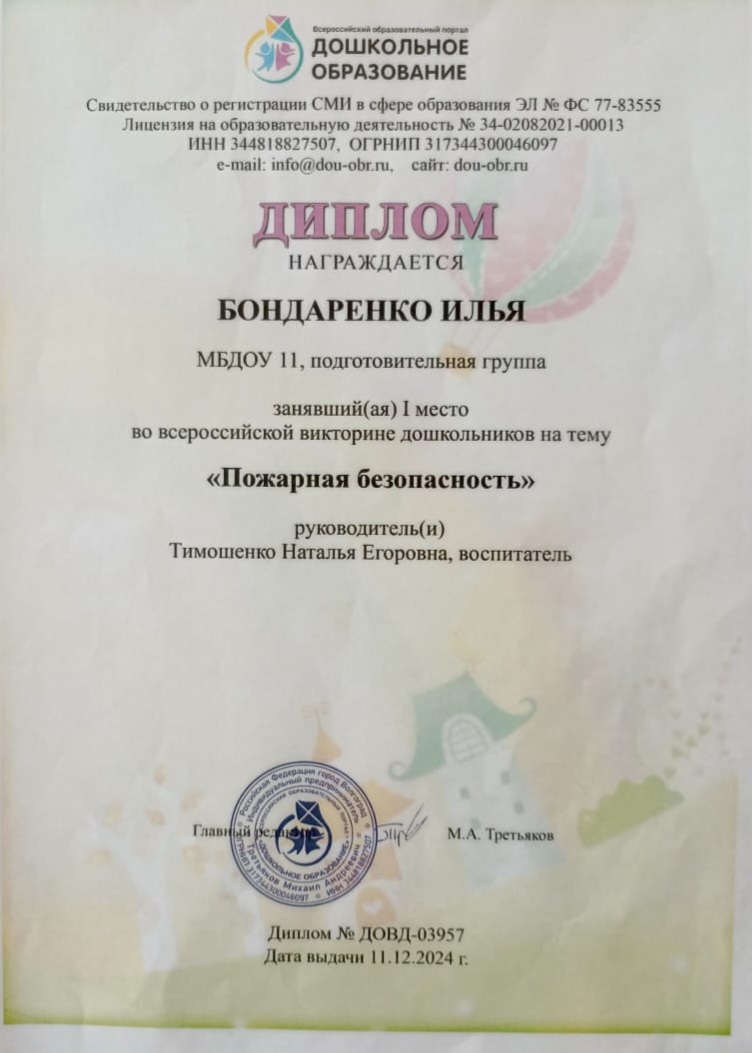 Всероссийский образовательный портал
ДОШКОЛЬНОЕ
ОБРАЗОВАНИЕ
Свидетельство о регистрации СМИ в сфере образования ЭЛ № ФС 77-83555
Лицензия на образовательную деятельность № 34-02082021-00013
ИНН 344818827507, ОГРНИП 317344300046097
e-mail: info@dou-obr.ru, сайт: dou-obr.ru
ДИПЛОМ
НАГРАЖДАЕТСЯ
БОНДАРЕНКО ИЛЬЯ
МБДОУ 11, подготовительная группа
занявший(ая) I место
во всероссийской викторине дошкольников на тему
«Пожарная безопасность»
руководитель(и)
Тимошенко Наталья Егоровна, воспитатель
Российская Федерация город Волгоград
Индивидуальный предприниматель
ВСЕРОССИЙСКИЙ ОБРАЗОВАТЕЛЬНЫЙ ПОРТАЛ
«ДОШКОЛЬНОЕ ОБРАЗОВАНИЕ»
Третьяков Михаил Андреевич
ОГРНИП 317344300046097
ИНН 344818827507
Главный редактор
М.А. Третьяков
Диплом № ДОВД-03957
Дата выдачи 11.12.2024 г.